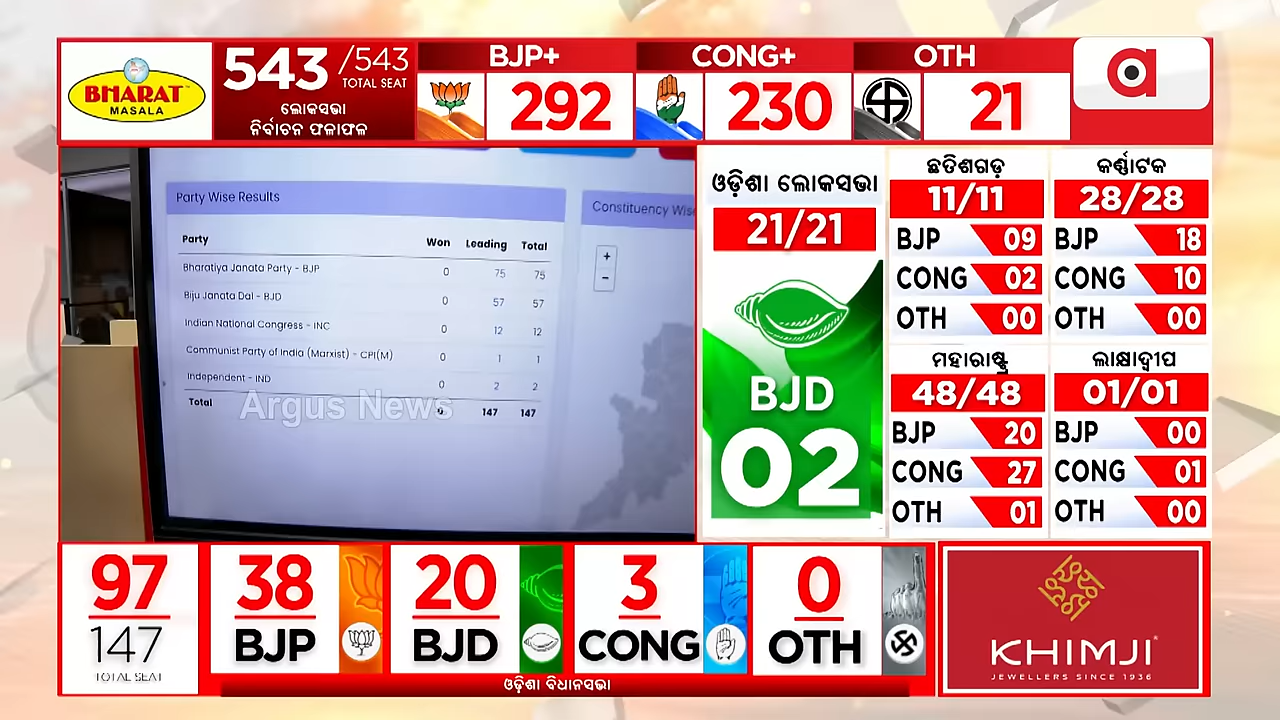 BHARAT
MASALA
543 /543
TOTAL SEAT
ଲୋକସଭା
ନିର୍ବାଚନ ଫଳାଫଳ
BJP+
292
CONG+
230
OTH
21
a
Party Wise Results
Party Won Leading Total
Bharatiya Janata Party - BJP 0 75 75
Biju Janata Dal - BJD 0 57 57
Indian National Congress - INC 0 12 12
Communist Party of India (Marxist) - CPI(M) 0 1 1
Independent - IND 0 2 2
Total 0 147 147
Constituency Wise
+
-
Argus News
ଓଡ଼ିଶା ଲୋକସଭା
21/21
BJD
02
ଛତିଶଗଡ଼
11/11
BJP 09
CONG 02
OTH 00
କର୍ଣ୍ଣାଟକ
28/28
BJP 18
CONG 10
OTH 00
ମହାରାଷ୍ଟ୍ର
48/48
BJP 20
CONG 27
OTH 01
ଲାକ୍ଷାଦ୍ୱୀପ
01/01
BJP 00
CONG 01
OTH 00
97
147
TOTAL SEAT
38
BJP
20
BJD
3
CONG
0
OTH
ଓଡ଼ିଶା ବିଧାନସଭା
KHIMJI
JEWELLERS SINCE 1936